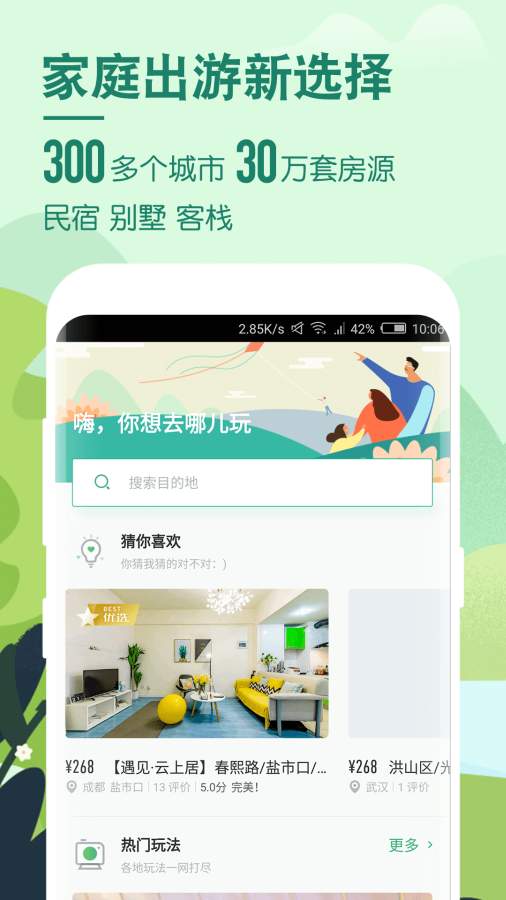 家庭出游新选择
300多个城市 30万套房源
民宿 别墅 客栈
2.85K/s 42% 10:06
嗨，你想去哪儿玩
搜索目的地
猜你喜欢
你猜我猜的对不对：)
BEST
优选
¥268 【遇见·云上居】春熙路/盐市口/...
¥268 洪山区/光
成都 盐市口 | 13 评价 | 5.0分 完美！
武汉 | 1 评价
热门玩法
更多 >
各地玩法一网打尽